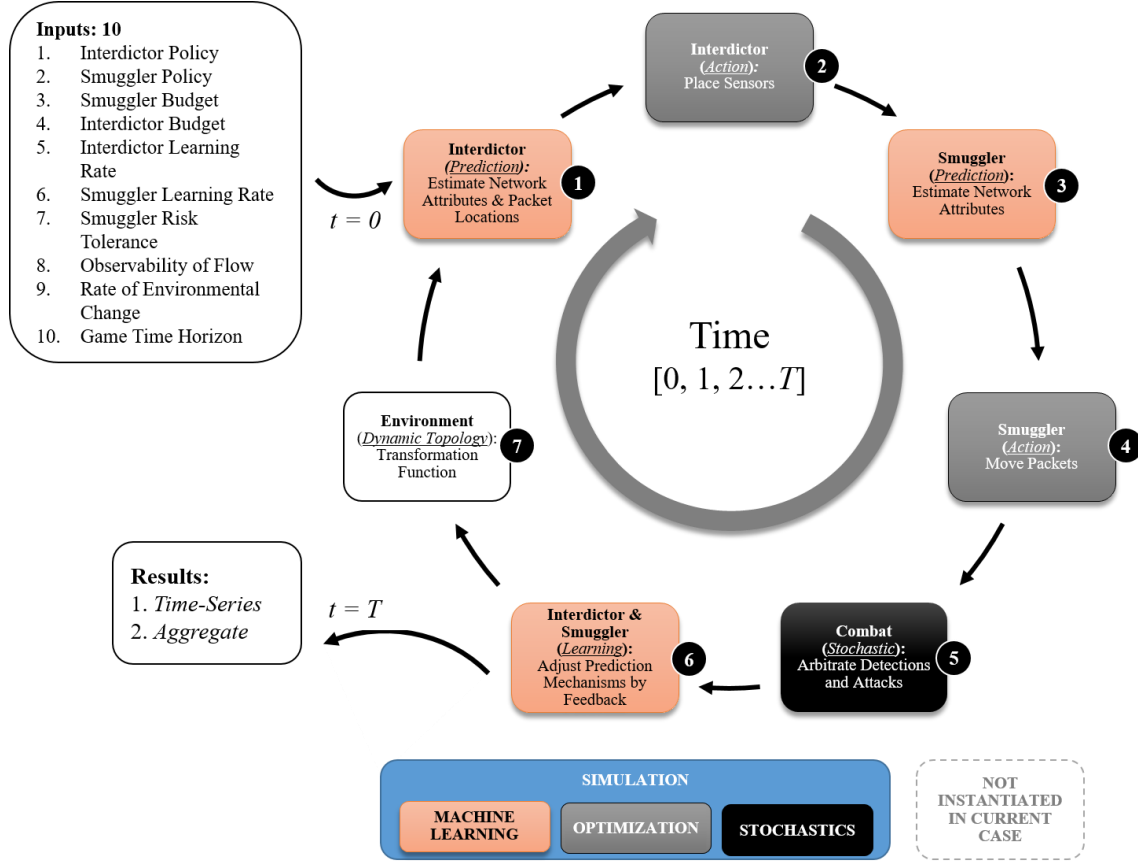 Inputs: 10
1. Interdictor Policy
2. Smuggler Policy
3. Smuggler Budget
4. Interdictor Budget
5. Interdictor Learning
Rate
6. Smuggler Learning Rate
7. Smuggler Risk
Tolerance
8. Observability of Flow
9. Rate of Environmental
Change
10. Game Time Horizon
t = 0
Interdictor
(Prediction):
Estimate Network
Attributes & Packet
Locations
1
Interdictor
(Action):
Place Sensors
2
Smuggler
(Prediction):
Estimate Network
Attributes
3
Smuggler
(Action):
Move Packets
4
Combat
(Stochastic):
Arbitrate Detections
and Attacks
5
Interdictor &
Smuggler
(Learning):
Adjust Prediction
Mechanisms by
Feedback
6
Environment
(Dynamic Topology):
Transformation
Function
7
Time
[0, 1, 2…T]
t = T
Results:
1. Time-Series
2. Aggregate
SIMULATION
MACHINE
LEARNING
OPTIMIZATION
STOCHASTICS
NOT
INSTANTIATED
IN CURRENT
CASE